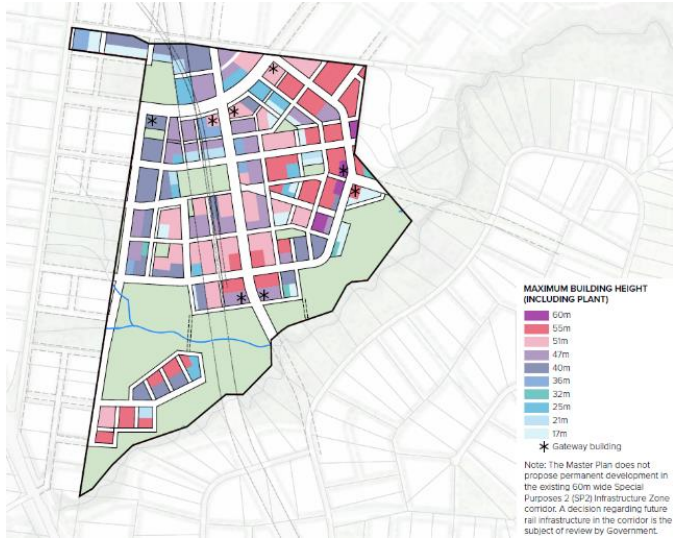 MAXIMUM BUILDING HEIGHT
(INCLUDING PLANT)
60m
55m
51m
47m
40m
36m
32m
25m
21m
17m
Gateway building
Note: The Master Plan does not
propose permanent development in
the existing 60m wide Special
Purposes 2 (SP2) Infrastructure Zone
corridor. A decision regarding future
rail infrastructure in the corridor is the
subject of review by Government.